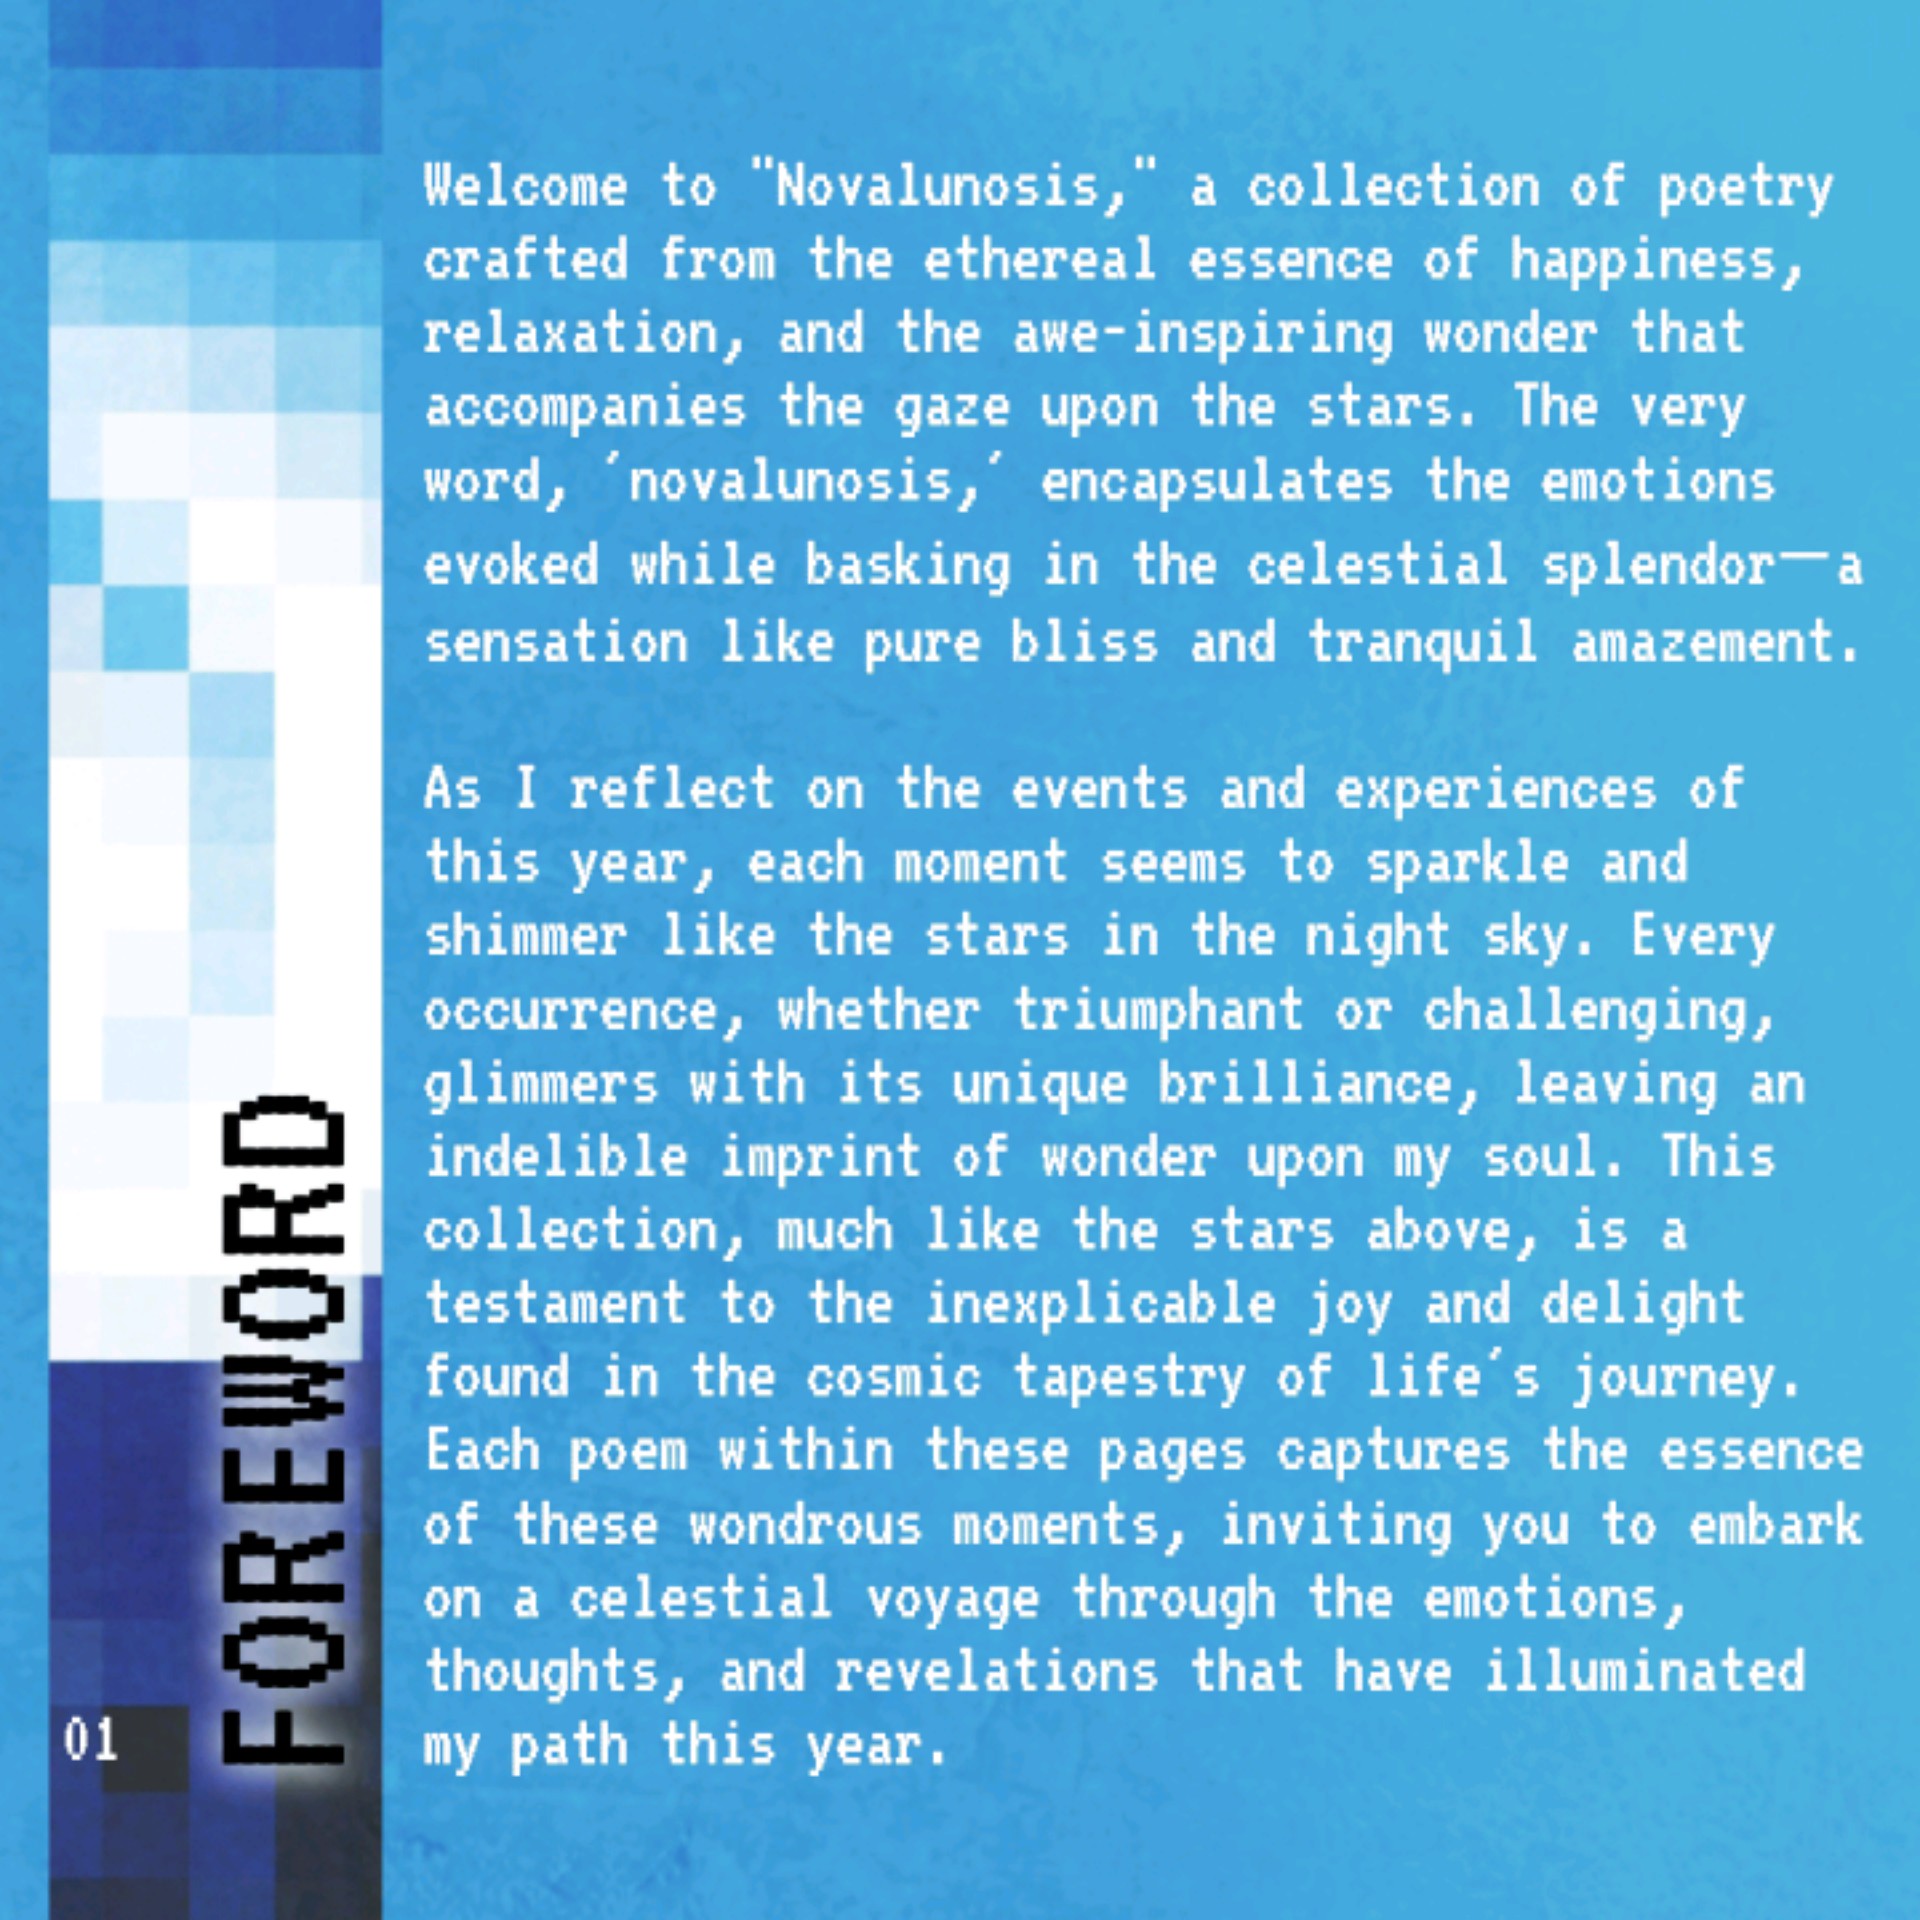 Welcome to "Novalunosis," a collection of poetry
crafted from the ethereal essence of happiness,
relaxation, and the awe-inspiring wonder that
accompanies the gaze upon the stars. The very
word, 'novalunosis,' encapsulates the emotions
evoked while basking in the celestial splendor—a
sensation like pure bliss and tranquil amazement.
As I reflect on the events and experiences of
this year, each moment seems to sparkle and
shimmer like the stars in the night sky. Every
occurrence, whether triumphant or challenging,
glimmers with its unique brilliance, leaving an
indelible imprint of wonder upon my soul. This
collection, much like the stars above, is a
testament to the inexplicable joy and delight
found in the cosmic tapestry of life's journey.
Each poem within these pages captures the essence
of these wondrous moments, inviting you to embark
on a celestial voyage through the emotions,
thoughts, and revelations that have illuminated
my path this year.
FOREWORD
01